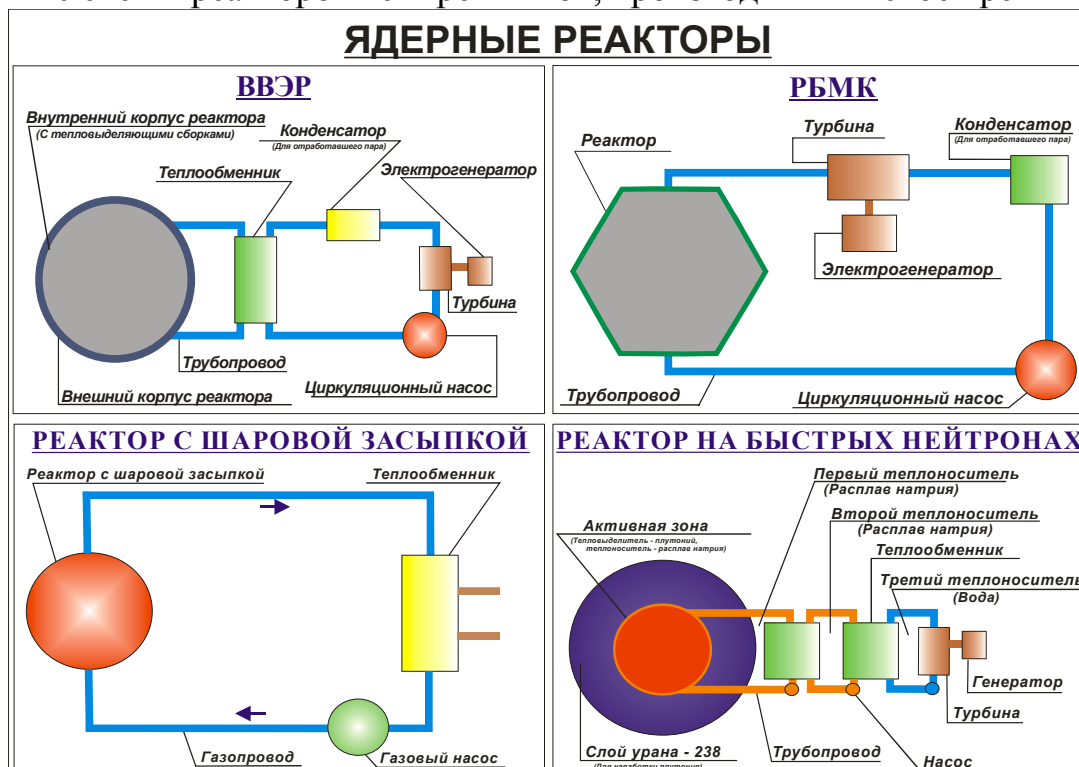 ЯДЕРНЫЕ РЕАКТОРЫ
ВВЭР
Внутренний корпус реактора
(С тепловыделяющими сборками)
Конденсатор
(Для отработавшего пара)
Теплообменник
Электрогенератор
Турбина
Трубопровод
Циркуляционный насос
Внешний корпус реактора
РБМК
Турбина
Конденсатор
(Для отработавшего пара)
Реактор
Электрогенератор
Трубопровод
Циркуляционный насос
РЕАКТОР С ШАРОВОЙ ЗАСЫПКОЙ
Реактор с шаровой засыпкой
Теплообменник
Газопровод
Газовый насос
РЕАКТОР НА БЫСТРЫХ НЕЙТРОНАХ
Первый теплоноситель
(Расплав натрия)
Второй теплоноситель
(Расплав натрия)
Активная зона
(Тепловыделитель - плутоний,
теплоноситель - расплав натрия)
Теплообменник
Третий теплоноситель
(Вода)
Генератор
Турбина
Слой урана - 238
(Для наработки плутония)
Трубопровод
Насос